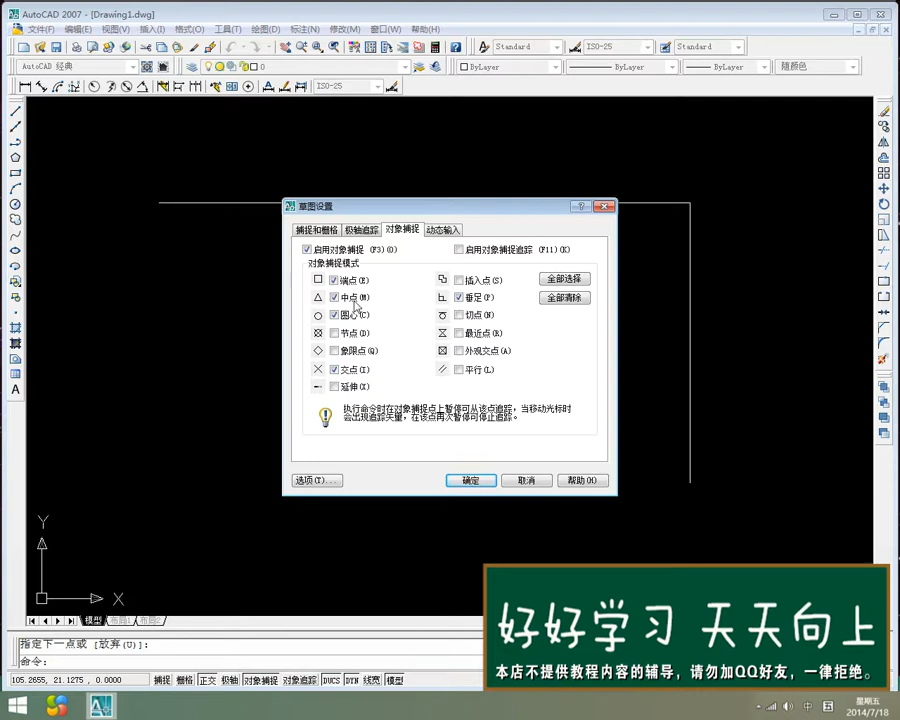 AutoCAD 2007 - [Drawing1.dwg]
文件(F) 编辑(E) 视图(V) 插入(I) 格式(O) 工具(T) 绘图(D) 标注(N) 修改(M) 窗口(W) 帮助(H)
Standard ISO-25 Standard
AutoCAD 经典 0 ByLayer ByLayer ByLayer 随颜色
ISO-25
草图设置
捕捉和栅格 极轴追踪 对象捕捉 动态输入
启用对象捕捉 (F3)(O) 启用对象捕捉追踪 (F11)(K)
对象捕捉模式
端点(E) 插入点(S) 全部选择
中点(M) 垂足(P) 全部清除
圆心(C) 切点(N)
节点(D) 最近点(R)
象限点(Q) 外观交点(A)
交点(I) 平行(L)
延伸(X)
执行命令时在对象捕捉点上暂停可从该点追踪，当移动光标时
会出现追踪矢量，在该点再次暂停可停止追踪。
选项(T)... 确定 取消 帮助(H)
Y
X
模型 布局1 布局2
指定下一点或 [放弃(U)]:
命令:
105.2655, 21.1275, 0.0000 捕捉 栅格 正交 极轴 对象捕捉 对象追踪 DUCS DYN 线宽 模型
好好学习 天天向上
本店不提供教程内容的辅导，请勿加QQ好友，一律拒绝。
中 五
星期五
2014/7/18